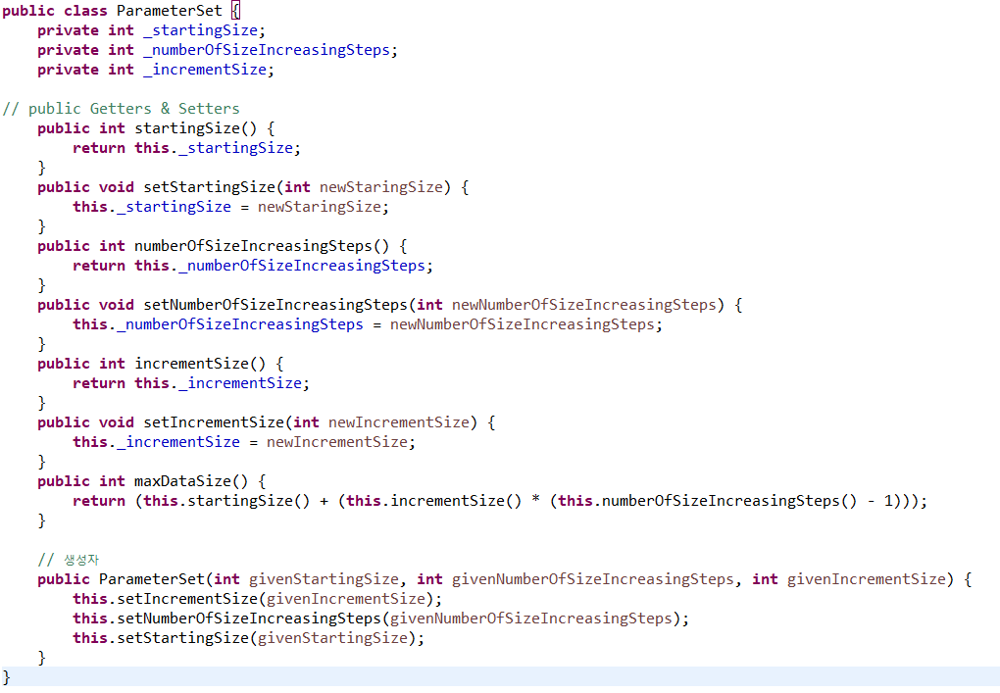 public class ParameterSet {
    private int _startingSize;
    private int _numberOfSizeIncreasingSteps;
    private int _incrementSize;

// public Getters & Setters
    public int startingSize() {
        return this._startingSize;
    }
    public void setStartingSize(int newStaringSize) {
        this._startingSize = newStaringSize;
    }
    public int numberOfSizeIncreasingSteps() {
        return this._numberOfSizeIncreasingSteps;
    }
    public void setNumberOfSizeIncreasingSteps(int newNumberOfSizeIncreasingSteps) {
        this._numberOfSizeIncreasingSteps = newNumberOfSizeIncreasingSteps;
    }
    public int incrementSize() {
        return this._incrementSize;
    }
    public void setIncrementSize(int newIncrementSize) {
        this._incrementSize = newIncrementSize;
    }
    public int maxDataSize() {
        return (this.startingSize() + (this.incrementSize() * (this.numberOfSizeIncreasingSteps() - 1)));
    }

    // 생성자
    public ParameterSet(int givenStartingSize, int givenNumberOfSizeIncreasingSteps, int givenIncrementSize) {
        this.setIncrementSize(givenIncrementSize);
        this.setNumberOfSizeIncreasingSteps(givenNumberOfSizeIncreasingSteps);
        this.setStartingSize(givenStartingSize);
    }
}